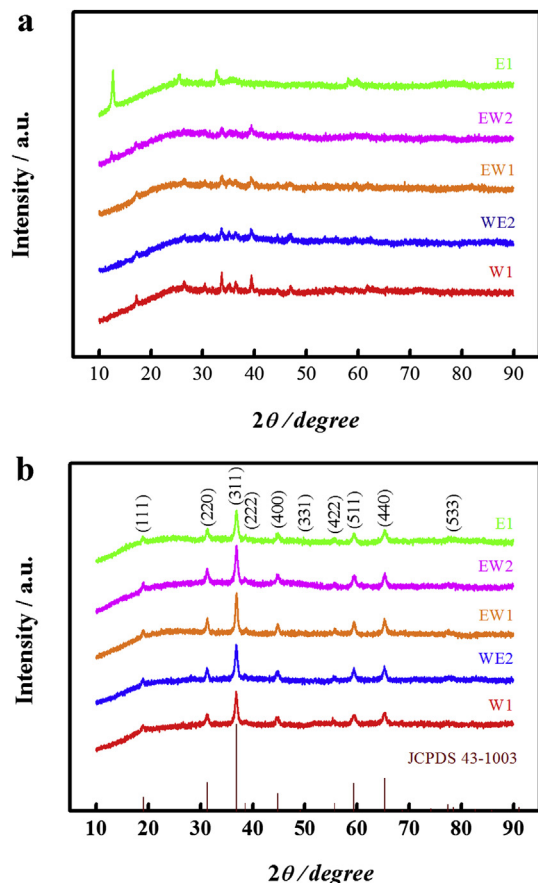 a
Intensity / a.u.
E1
EW2
EW1
WE2
W1
10 20 30 40 50 60 70 80 90
2θ /degree
b
Intensity / a.u.
(111) (220) (311) (222) (400) (331) (422) (511) (440) (533)
E1
EW2
EW1
WE2
W1
JCPDS 43-1003
10 20 30 40 50 60 70 80 90
2θ /degree